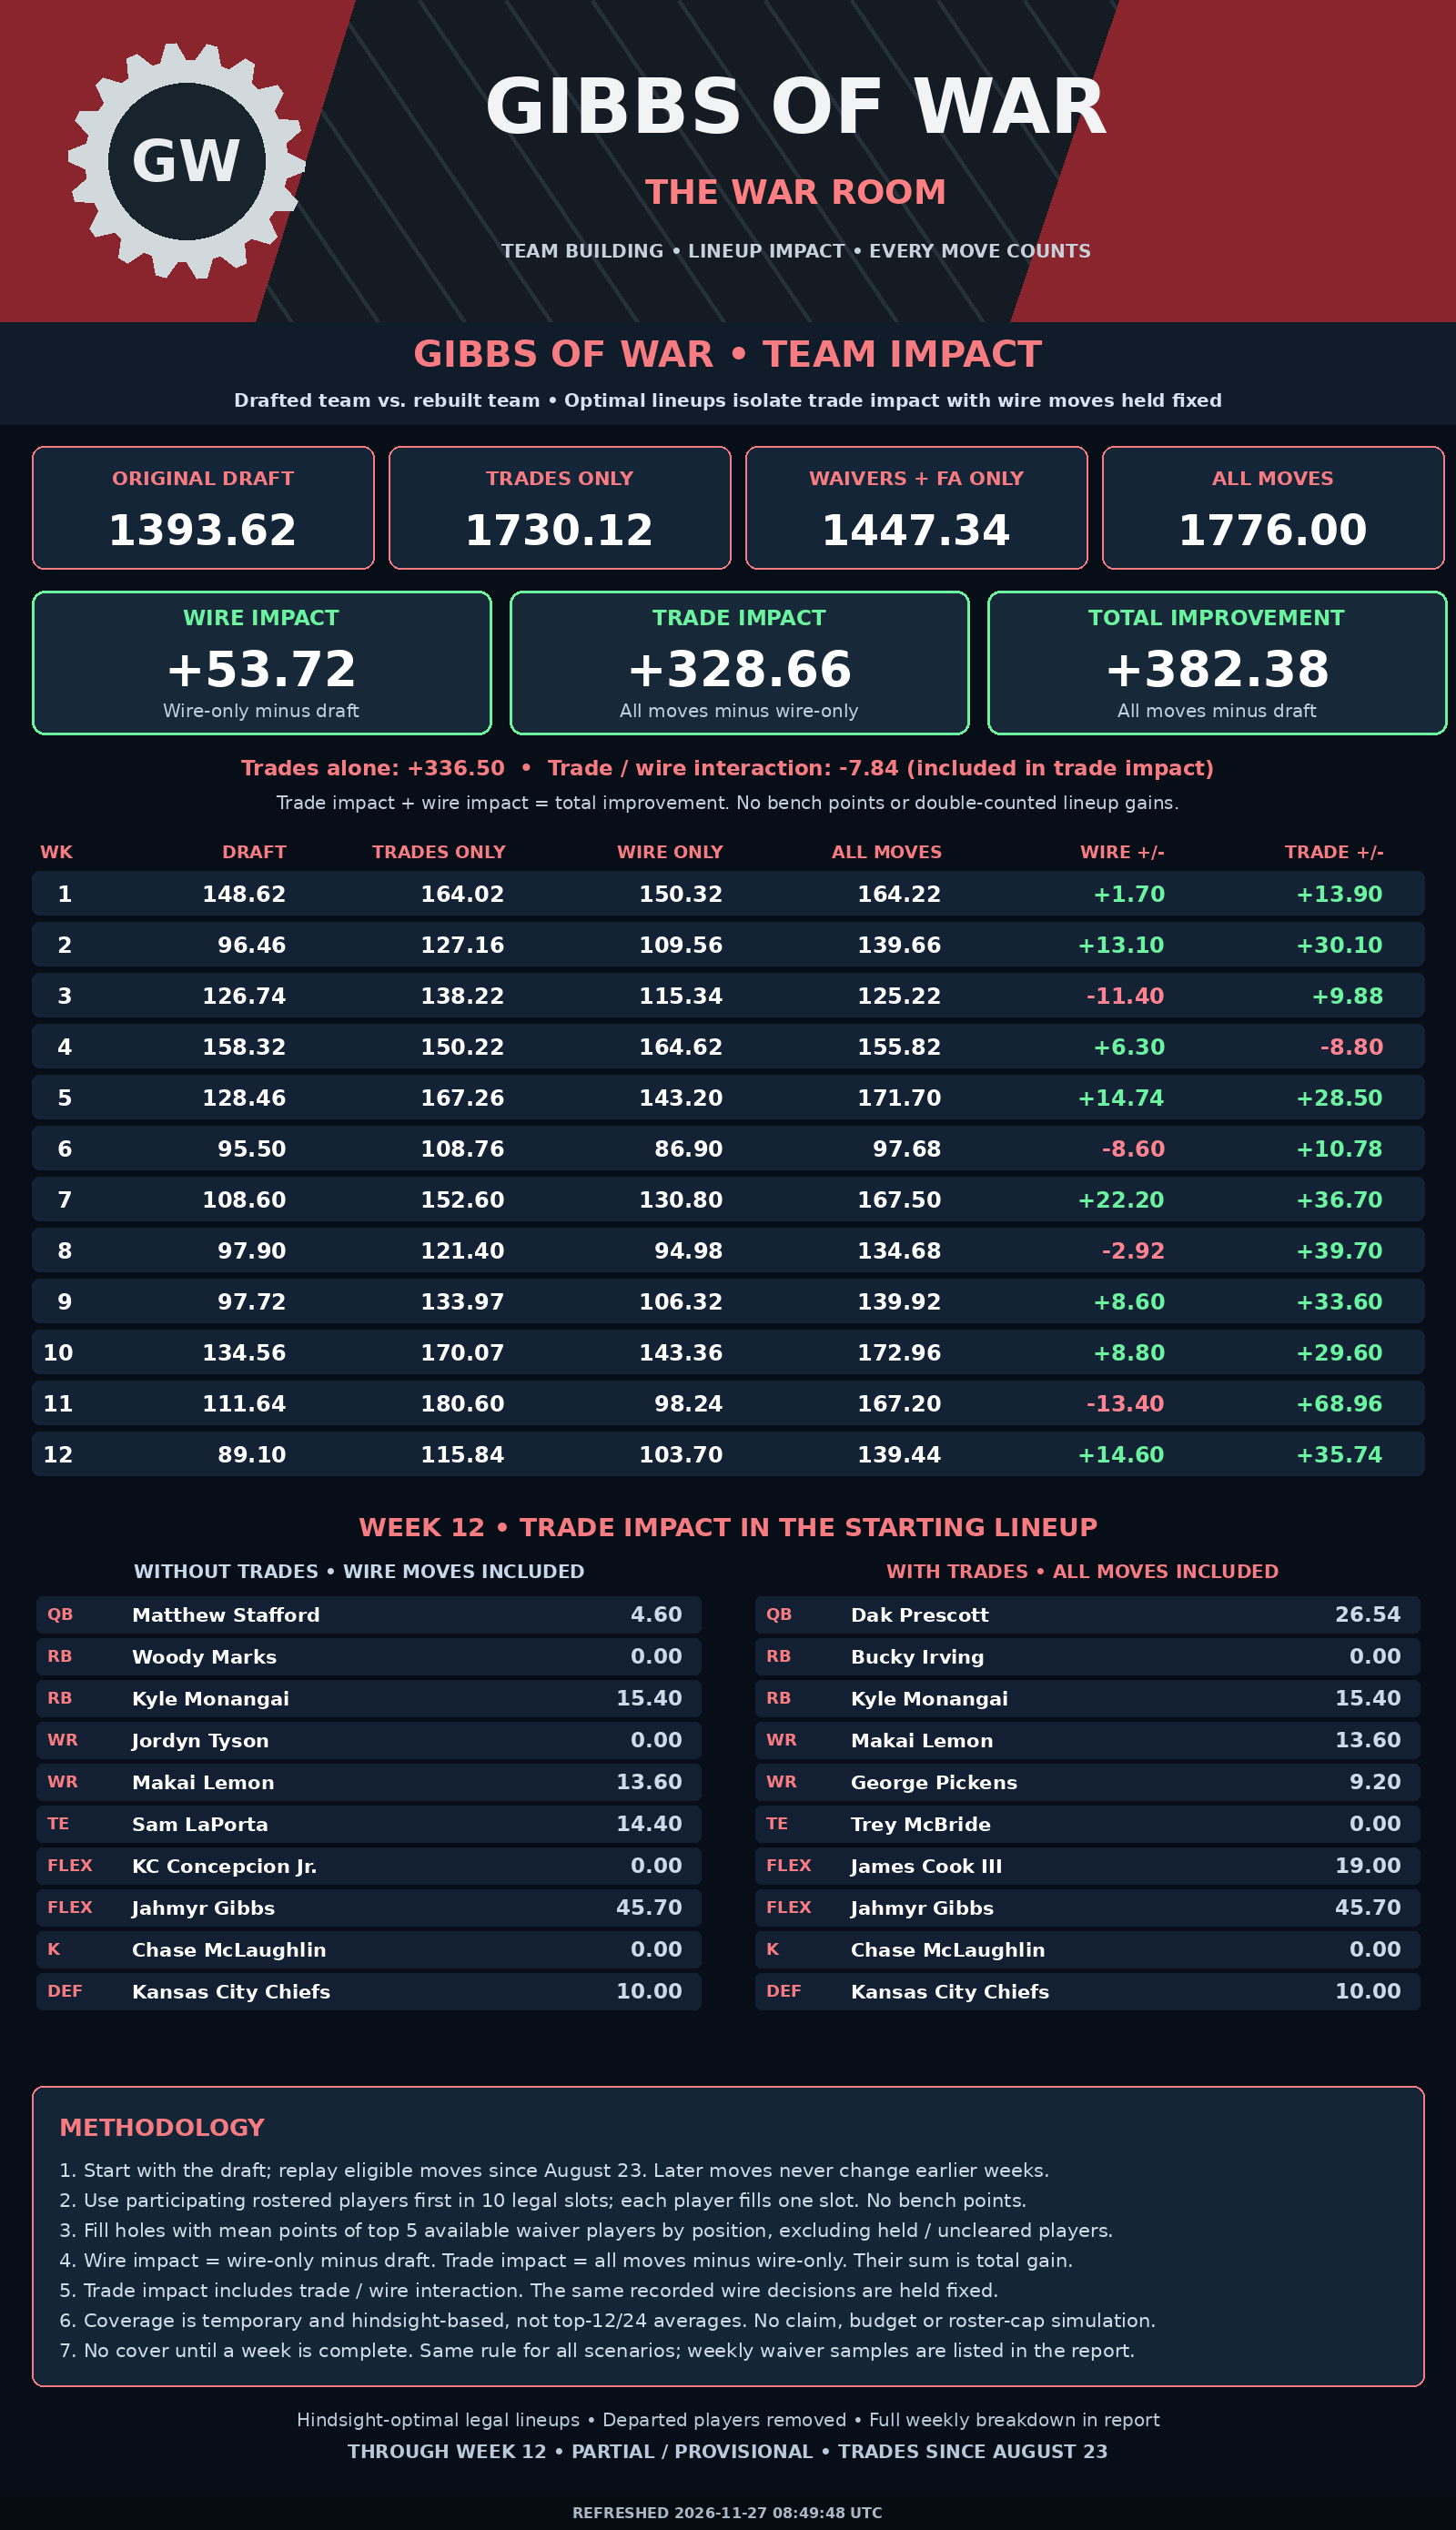 GW
GIBBS OF WAR
THE WAR ROOM
TEAM BUILDING • LINEUP IMPACT • EVERY MOVE COUNTS
GIBBS OF WAR • TEAM IMPACT
Drafted team vs. rebuilt team • Optimal lineups isolate trade impact with wire moves held fixed
ORIGINAL DRAFT TRADES ONLY WAIVERS + FA ONLY ALL MOVES
1393.62 1730.12 1447.34 1776.00
WIRE IMPACT TRADE IMPACT TOTAL IMPROVEMENT
+53.72 +328.66 +382.38
Wire-only minus draft All moves minus wire-only All moves minus draft
Trades alone: +336.50 • Trade / wire interaction: -7.84 (included in trade impact)
Trade impact + wire impact = total improvement. No bench points or double-counted lineup gains.
WK DRAFT TRADES ONLY WIRE ONLY ALL MOVES WIRE +/- TRADE +/-
1 148.62 164.02 150.32 164.22 +1.70 +13.90
2 96.46 127.16 109.56 139.66 +13.10 +30.10
3 126.74 138.22 115.34 125.22 -11.40 +9.88
4 158.32 150.22 164.62 155.82 +6.30 -8.80
5 128.46 167.26 143.20 171.70 +14.74 +28.50
6 95.50 108.76 86.90 97.68 -8.60 +10.78
7 108.60 152.60 130.80 167.50 +22.20 +36.70
8 97.90 121.40 94.98 134.68 -2.92 +39.70
9 97.72 133.97 106.32 139.92 +8.60 +33.60
10 134.56 170.07 143.36 172.96 +8.80 +29.60
11 111.64 180.60 98.24 167.20 -13.40 +68.96
12 89.10 115.84 103.70 139.44 +14.60 +35.74
WEEK 12 • TRADE IMPACT IN THE STARTING LINEUP
WITHOUT TRADES • WIRE MOVES INCLUDED WITH TRADES • ALL MOVES INCLUDED
QB Matthew Stafford 4.60 QB Dak Prescott 26.54
RB Woody Marks 0.00 RB Bucky Irving 0.00
RB Kyle Monangai 15.40 RB Kyle Monangai 15.40
WR Jordyn Tyson 0.00 WR Makai Lemon 13.60
WR Makai Lemon 13.60 WR George Pickens 9.20
TE Sam LaPorta 14.40 TE Trey McBride 0.00
FLEX KC Concepcion Jr. 0.00 FLEX James Cook III 19.00
FLEX Jahmyr Gibbs 45.70 FLEX Jahmyr Gibbs 45.70
K Chase McLaughlin 0.00 K Chase McLaughlin 0.00
DEF Kansas City Chiefs 10.00 DEF Kansas City Chiefs 10.00
METHODOLOGY
1. Start with the draft; replay eligible moves since August 23. Later moves never change earlier weeks.
2. Use participating rostered players first in 10 legal slots; each player fills one slot. No bench points.
3. Fill holes with mean points of top 5 available waiver players by position, excluding held / uncleared players.
4. Wire impact = wire-only minus draft. Trade impact = all moves minus wire-only. Their sum is total gain.
5. Trade impact includes trade / wire interaction. The same recorded wire decisions are held fixed.
6. Coverage is temporary and hindsight-based, not top-12/24 averages. No claim, budget or roster-cap simulation.
7. No cover until a week is complete. Same rule for all scenarios; weekly waiver samples are listed in the report.
Hindsight-optimal legal lineups • Departed players removed • Full weekly breakdown in report
THROUGH WEEK 12 • PARTIAL / PROVISIONAL • TRADES SINCE AUGUST 23
REFRESHED 2026-11-27 08:49:48 UTC